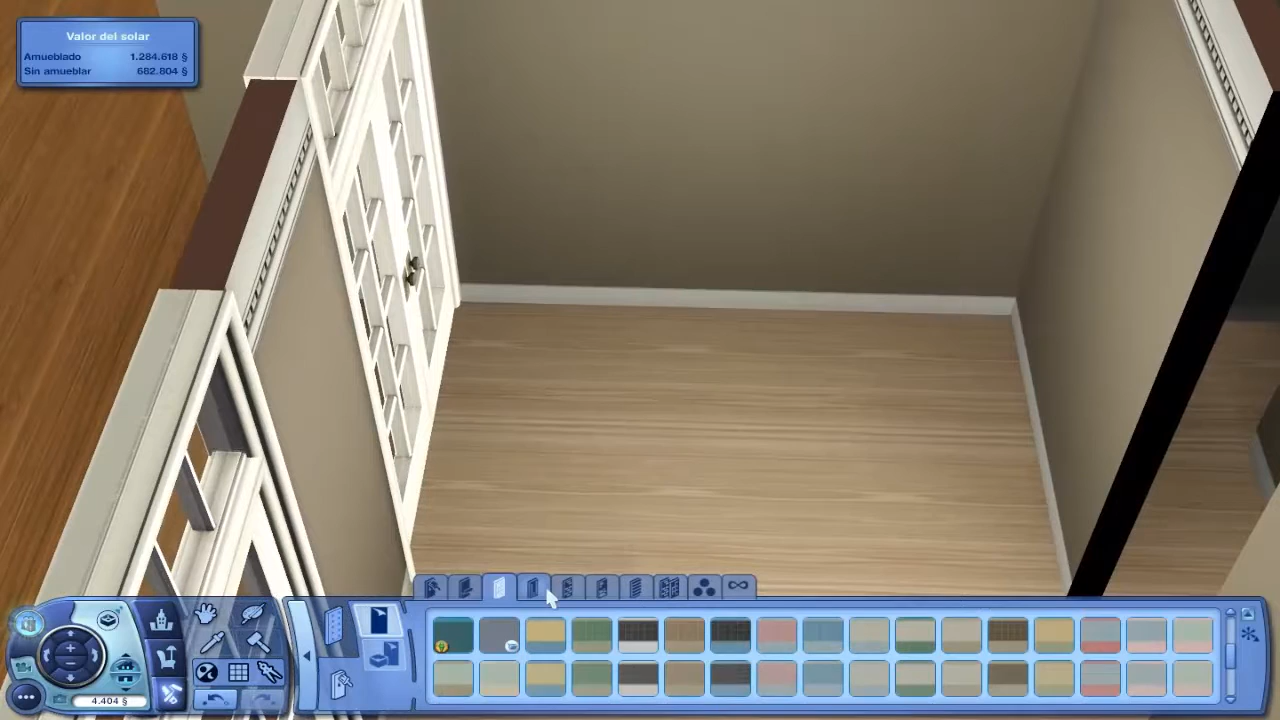 Valor del solar
Amueblado 1.284.618 §
Sin amueblar 682.804 §
4.404 §